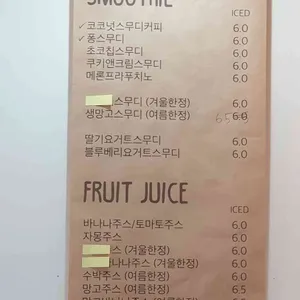 SMOOTHIE
ICED
✓코코넛스무디커피 6.0
✓퐁스무디 6.0
초코칩스무디 6.0
쿠키앤크림스무디 6.0
메론프라푸치노 6.0
스무디 (겨울한정) 6.0
생망고스무디 (여름한정) 6.5
딸기요거트스무디 6.0
블루베리요거트스무디 6.0
FRUIT JUICE
ICED
바나나주스/토마토주스 6.0
자몽주스 6.0
스 (겨울한정) 6.0
나나주스 (겨울한정) 6.0
수박주스 (여름한정) 6.0
망고주스 (여름한정) 6.5
6.0